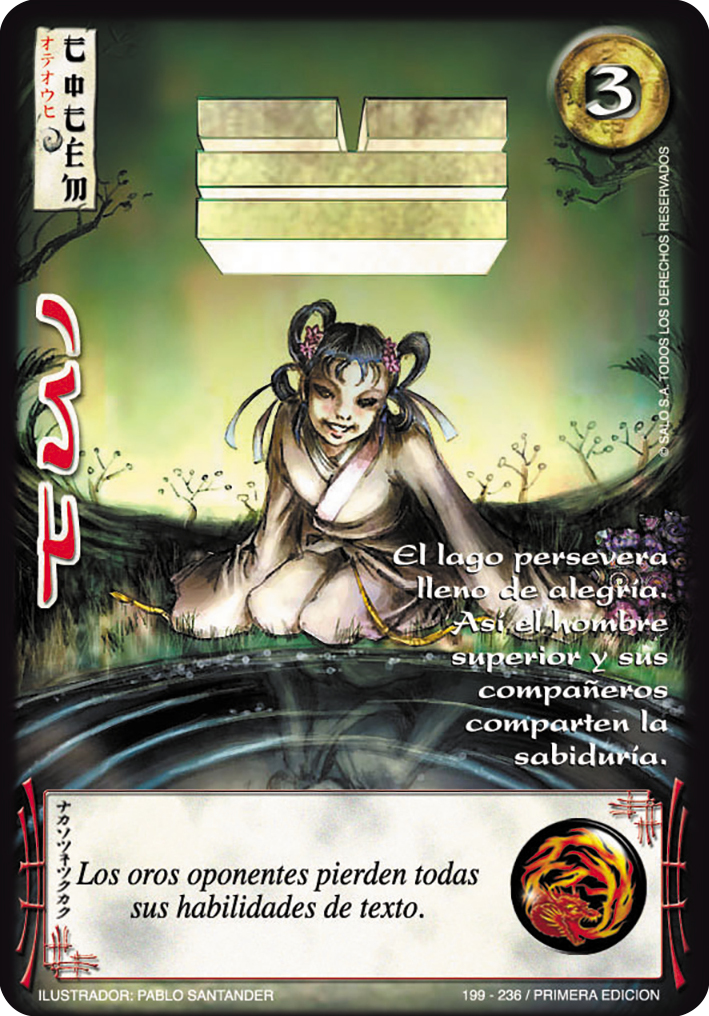 TOTÉM
オテオウヒ
3
© SALO S.A. TODOS LOS DERECHOS RESERVADOS
TUI
El lago persevera
lleno de alegría.
Así el hombre
superior y sus
compañeros
comparten la
sabiduría.
ナカソツネツクカク
Los oros oponentes pierden todas
sus habilidades de texto.
ILUSTRADOR: PABLO SANTANDER
199 - 236 / PRIMERA EDICION